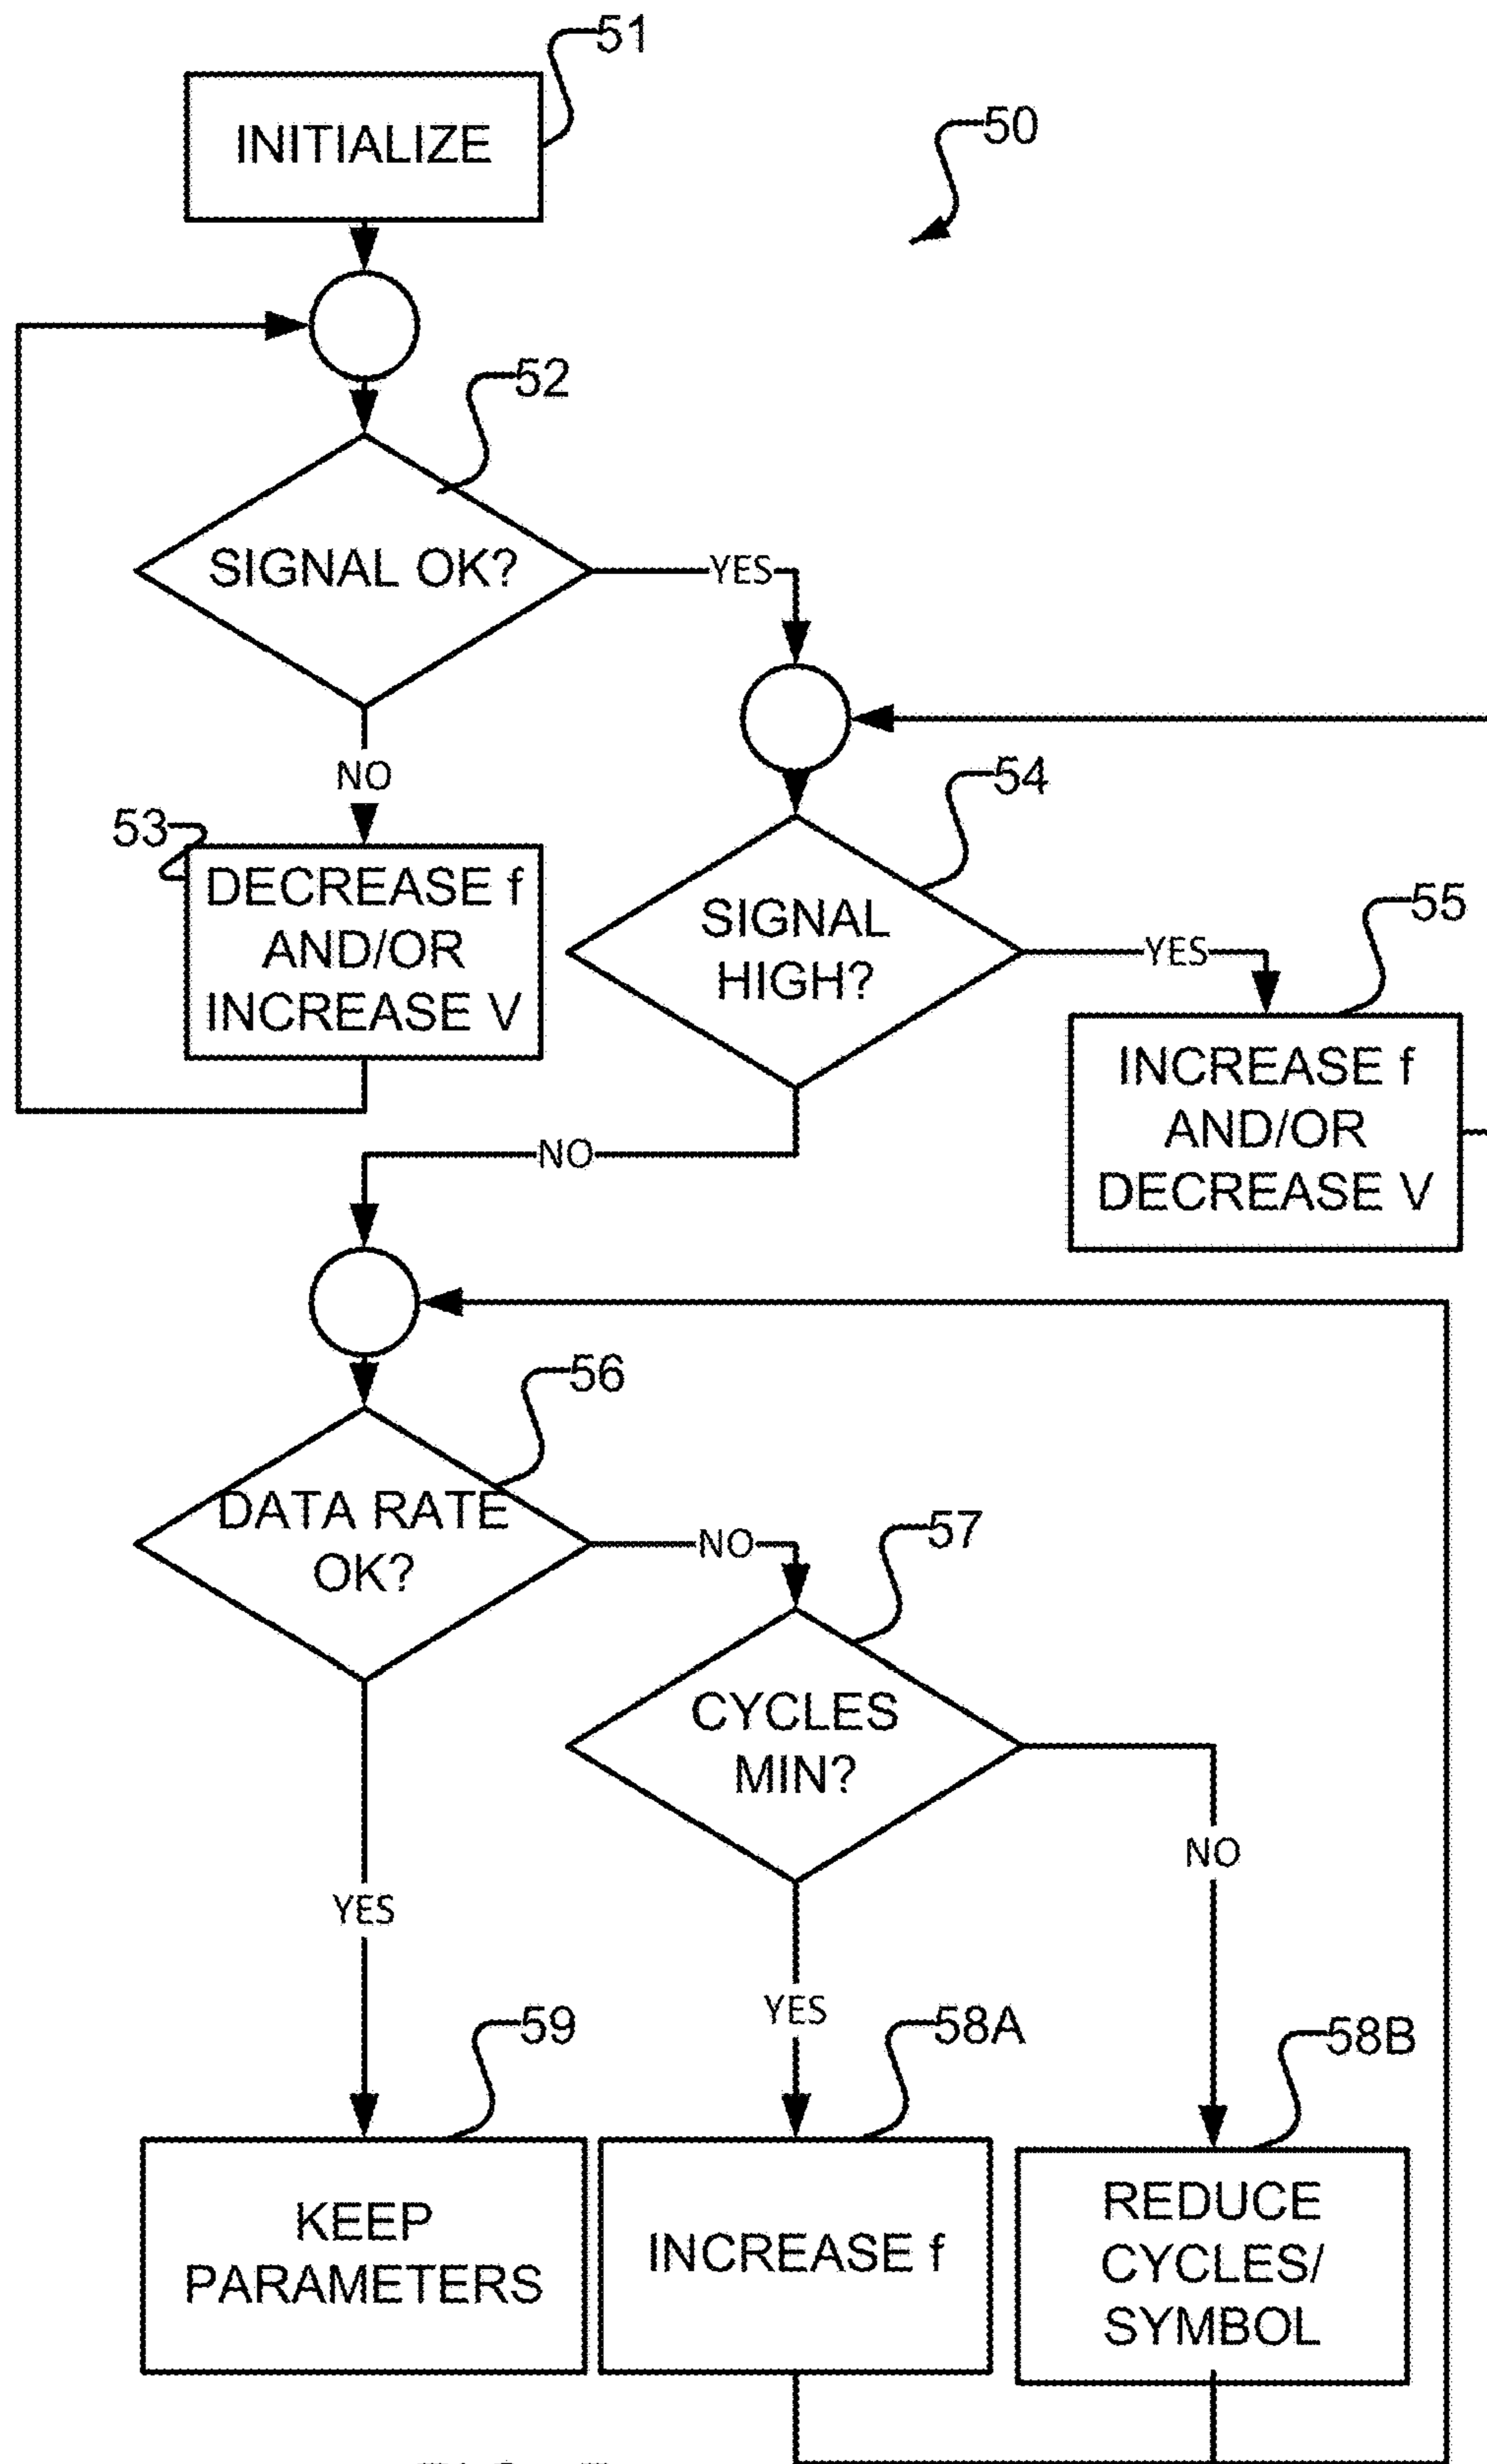 51
INITIALIZE
50
52
SIGNAL OK?
YES
NO
53
DECREASE f
AND/OR
INCREASE V
54
SIGNAL
HIGH?
YES
55
INCREASE f
AND/OR
DECREASE V
NO
56
DATA RATE
OK?
NO
57
CYCLES
MIN?
YES
NO
YES
59
58A
58B
KEEP
PARAMETERS
INCREASE f
REDUCE
CYCLES/
SYMBOL